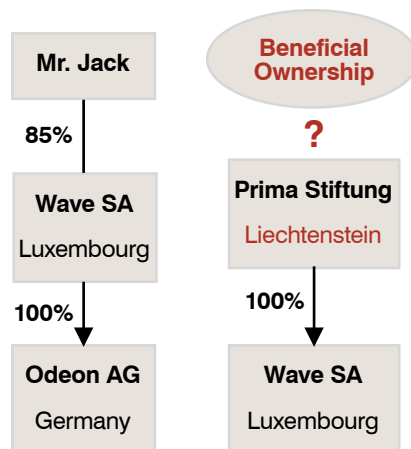 Mr. Jack
85%
Wave SA
Luxembourg
100%
Odeon AG
Germany
Beneficial
Ownership
?
Prima Stiftung
Liechtenstein
100%
Wave SA
Luxembourg